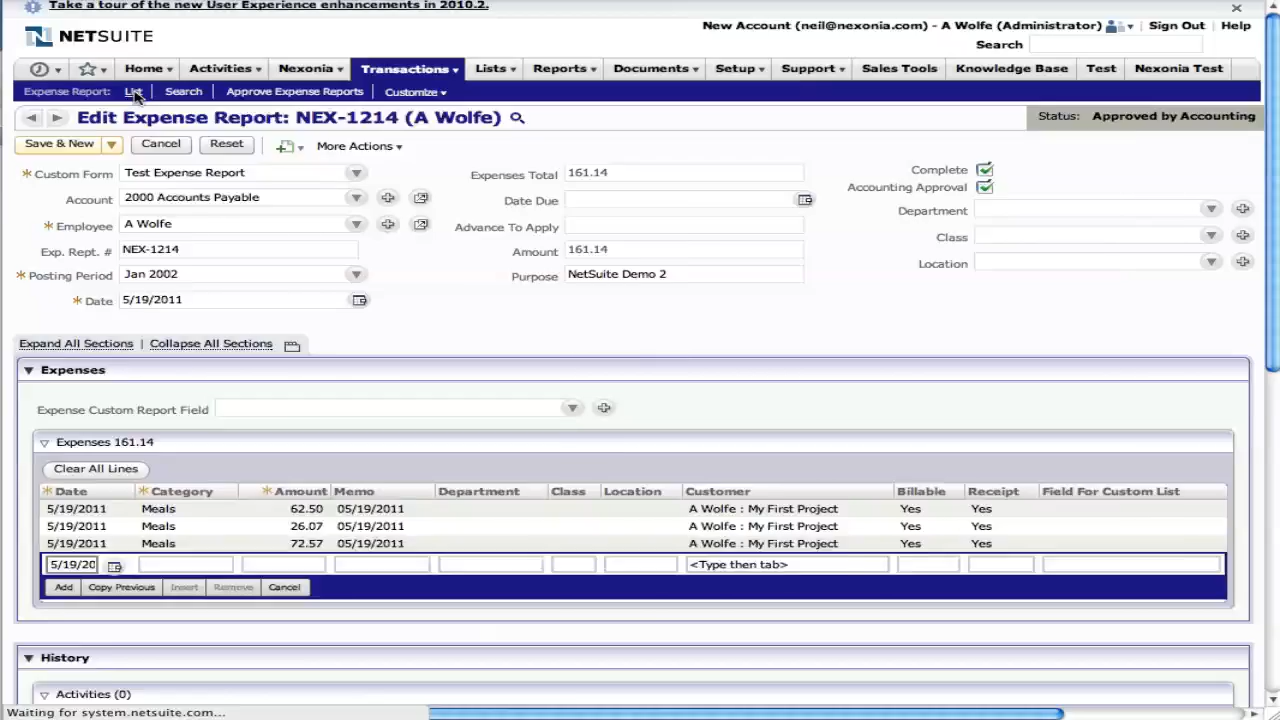 Take a tour of the new User Experience enhancements in 2010.2.
New Account (neil@nexonia.com) - A Wolfe (Administrator) Sign Out Help
NETSUITE
Search
Home Activities Nexonia Transactions Lists Reports Documents Setup Support Sales Tools Knowledge Base Test Nexonia Test
Expense Report: List Search Approve Expense Reports Customize
Edit Expense Report: NEX-1214 (A Wolfe)
Status: Approved by Accounting
Save & New Cancel Reset More Actions
* Custom Form Test Expense Report Expenses Total 161.14 Complete
Accounting Approval
Account 2000 Accounts Payable Date Due Department
* Employee A Wolfe Advance To Apply Class
Exp. Rept. # NEX-1214 Amount 161.14 Location
* Posting Period Jan 2002 Purpose NetSuite Demo 2
* Date 5/19/2011
Expand All Sections | Collapse All Sections
Expenses
Expense Custom Report Field
Expenses 161.14
Clear All Lines
* Date * Category * Amount Memo Department Class Location Customer Billable Receipt Field For Custom List
5/19/2011 Meals 62.50 05/19/2011 A Wolfe : My First Project Yes Yes
5/19/2011 Meals 26.07 05/19/2011 A Wolfe : My First Project Yes Yes
5/19/2011 Meals 72.57 05/19/2011 A Wolfe : My First Project Yes Yes
5/19/20 <Type then tab>
Add Copy Previous Insert Remove Cancel
History
Activities (0)
Waiting for system.netsuite.com...